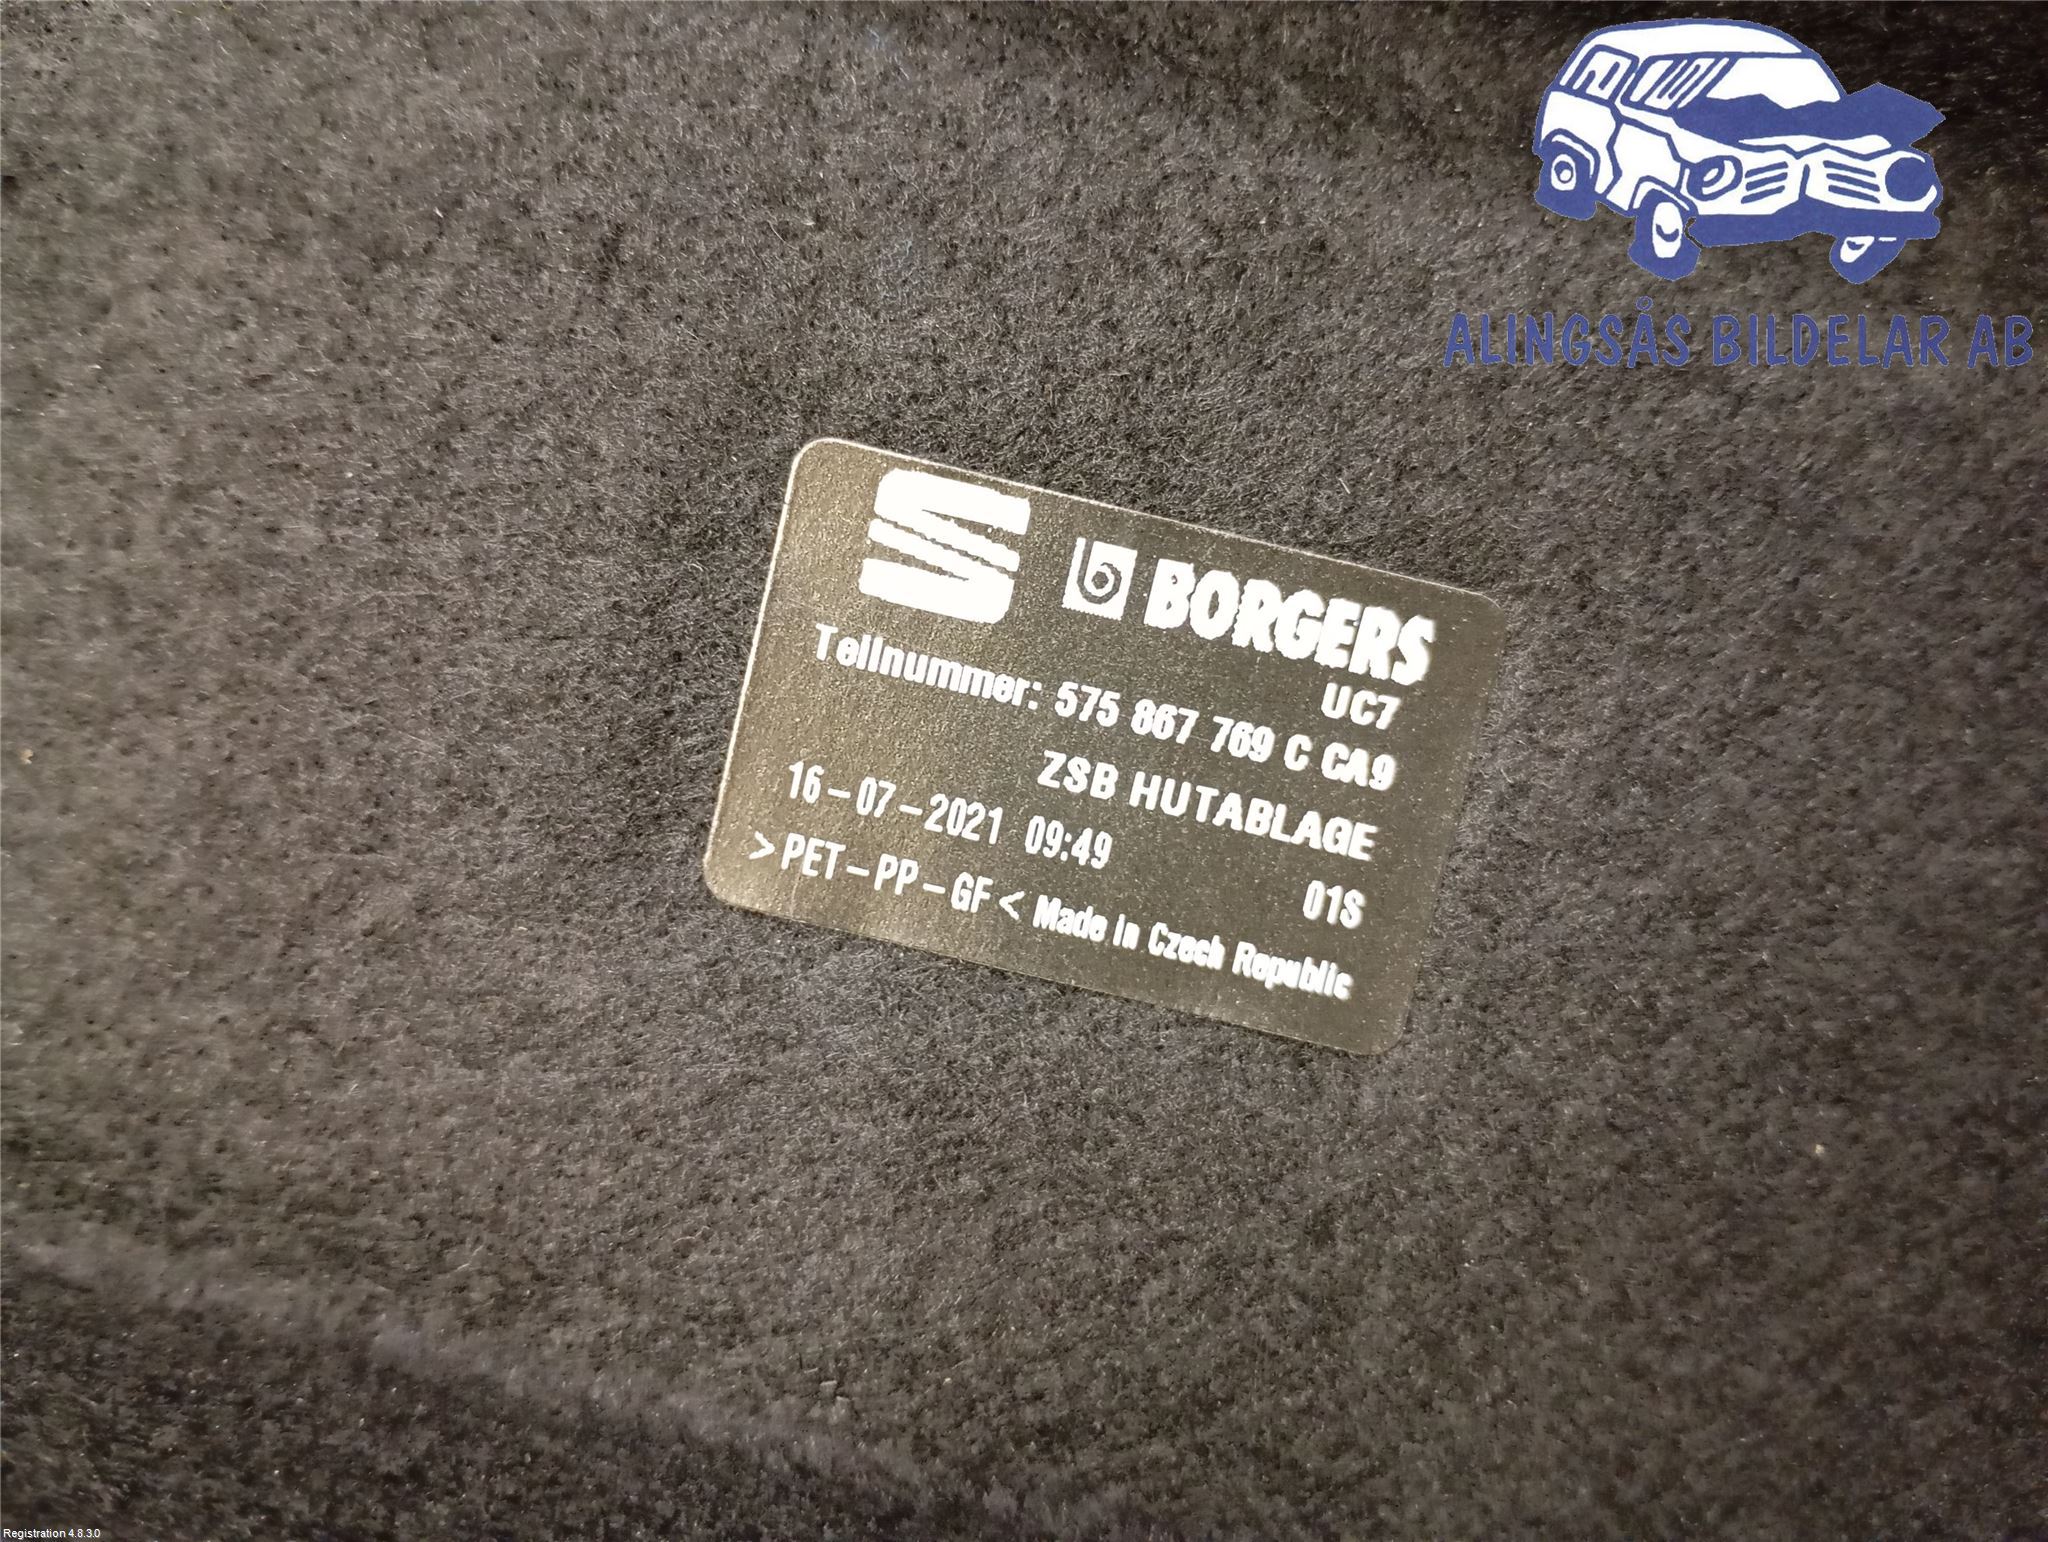 ALINGSÅS BILDELAR AB
BORGERS
UC7
Teilnummer: 575 867 769 C CA9
ZSB HUTABLAGE
16-07-2021 09:49
01S
>PET-PP-GF< Made in Czech Republic
Registration 4.8.3.0